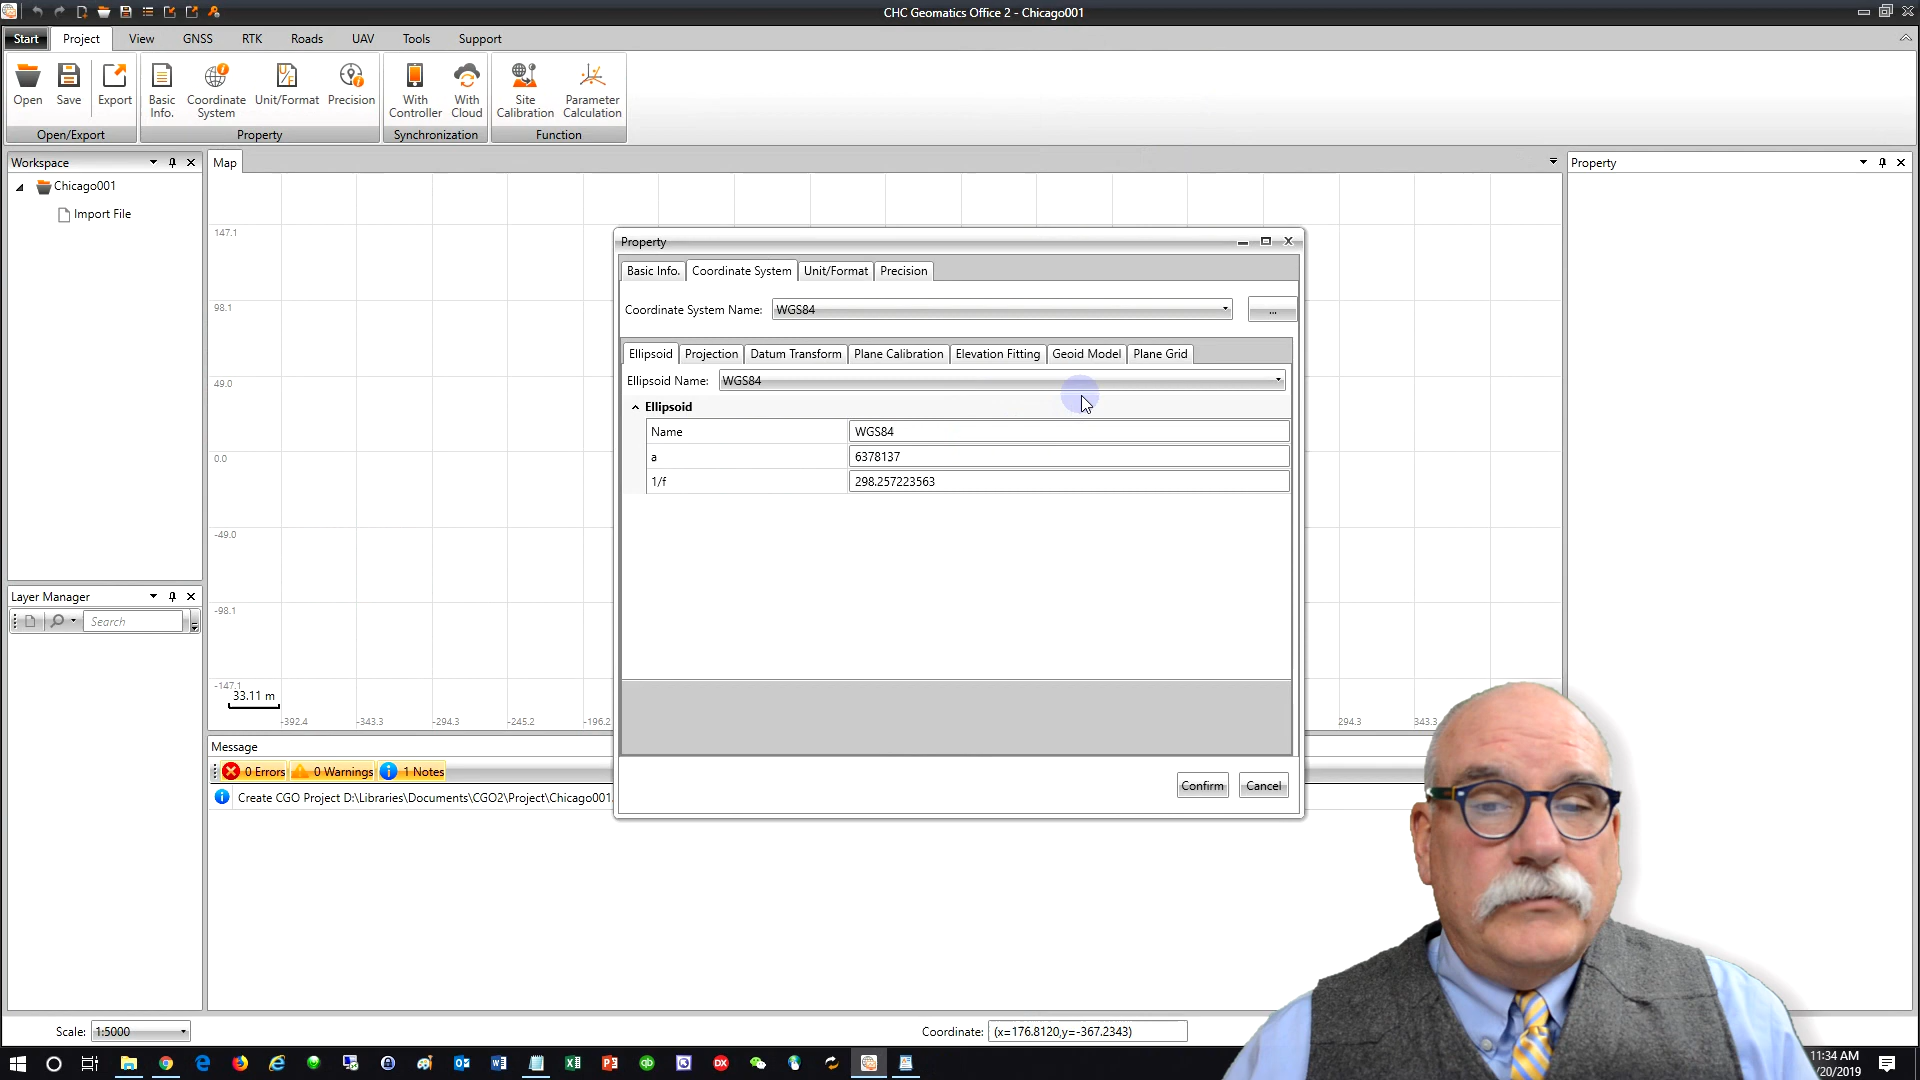 CHC Geomatics Office 2 - Chicago001
Start Project View GNSS RTK Roads UAV Tools Support
Open Save Export Basic Info. Coordinate System Unit/Format Precision With Controller With Cloud Site Calibration Parameter Calculation
Open/Export Property Synchronization Function
Workspace
Chicago001
Import File
Map
147.1
98.1
49.0
0.0
-49.0
-98.1
-147.1
33.11 m
-392.4 -343.3 -294.3 -245.2 -196.2 294.3 343.3
Property
Property
Basic Info. Coordinate System Unit/Format Precision
Coordinate System Name: WGS84 ...
Ellipsoid Projection Datum Transform Plane Calibration Elevation Fitting Geoid Model Plane Grid
Ellipsoid Name: WGS84
Ellipsoid
Name WGS84
a 6378137
1/f 298.257223563
Confirm Cancel
Layer Manager
Search
Message
0 Errors 0 Warnings 1 Notes
Create CGO Project D:\Libraries\Documents\CGO2\Project\Chicago001.
Scale: 1:5000
Coordinate: (x=176.8120,y=-367.2343)
11:34 AM
/20/2019